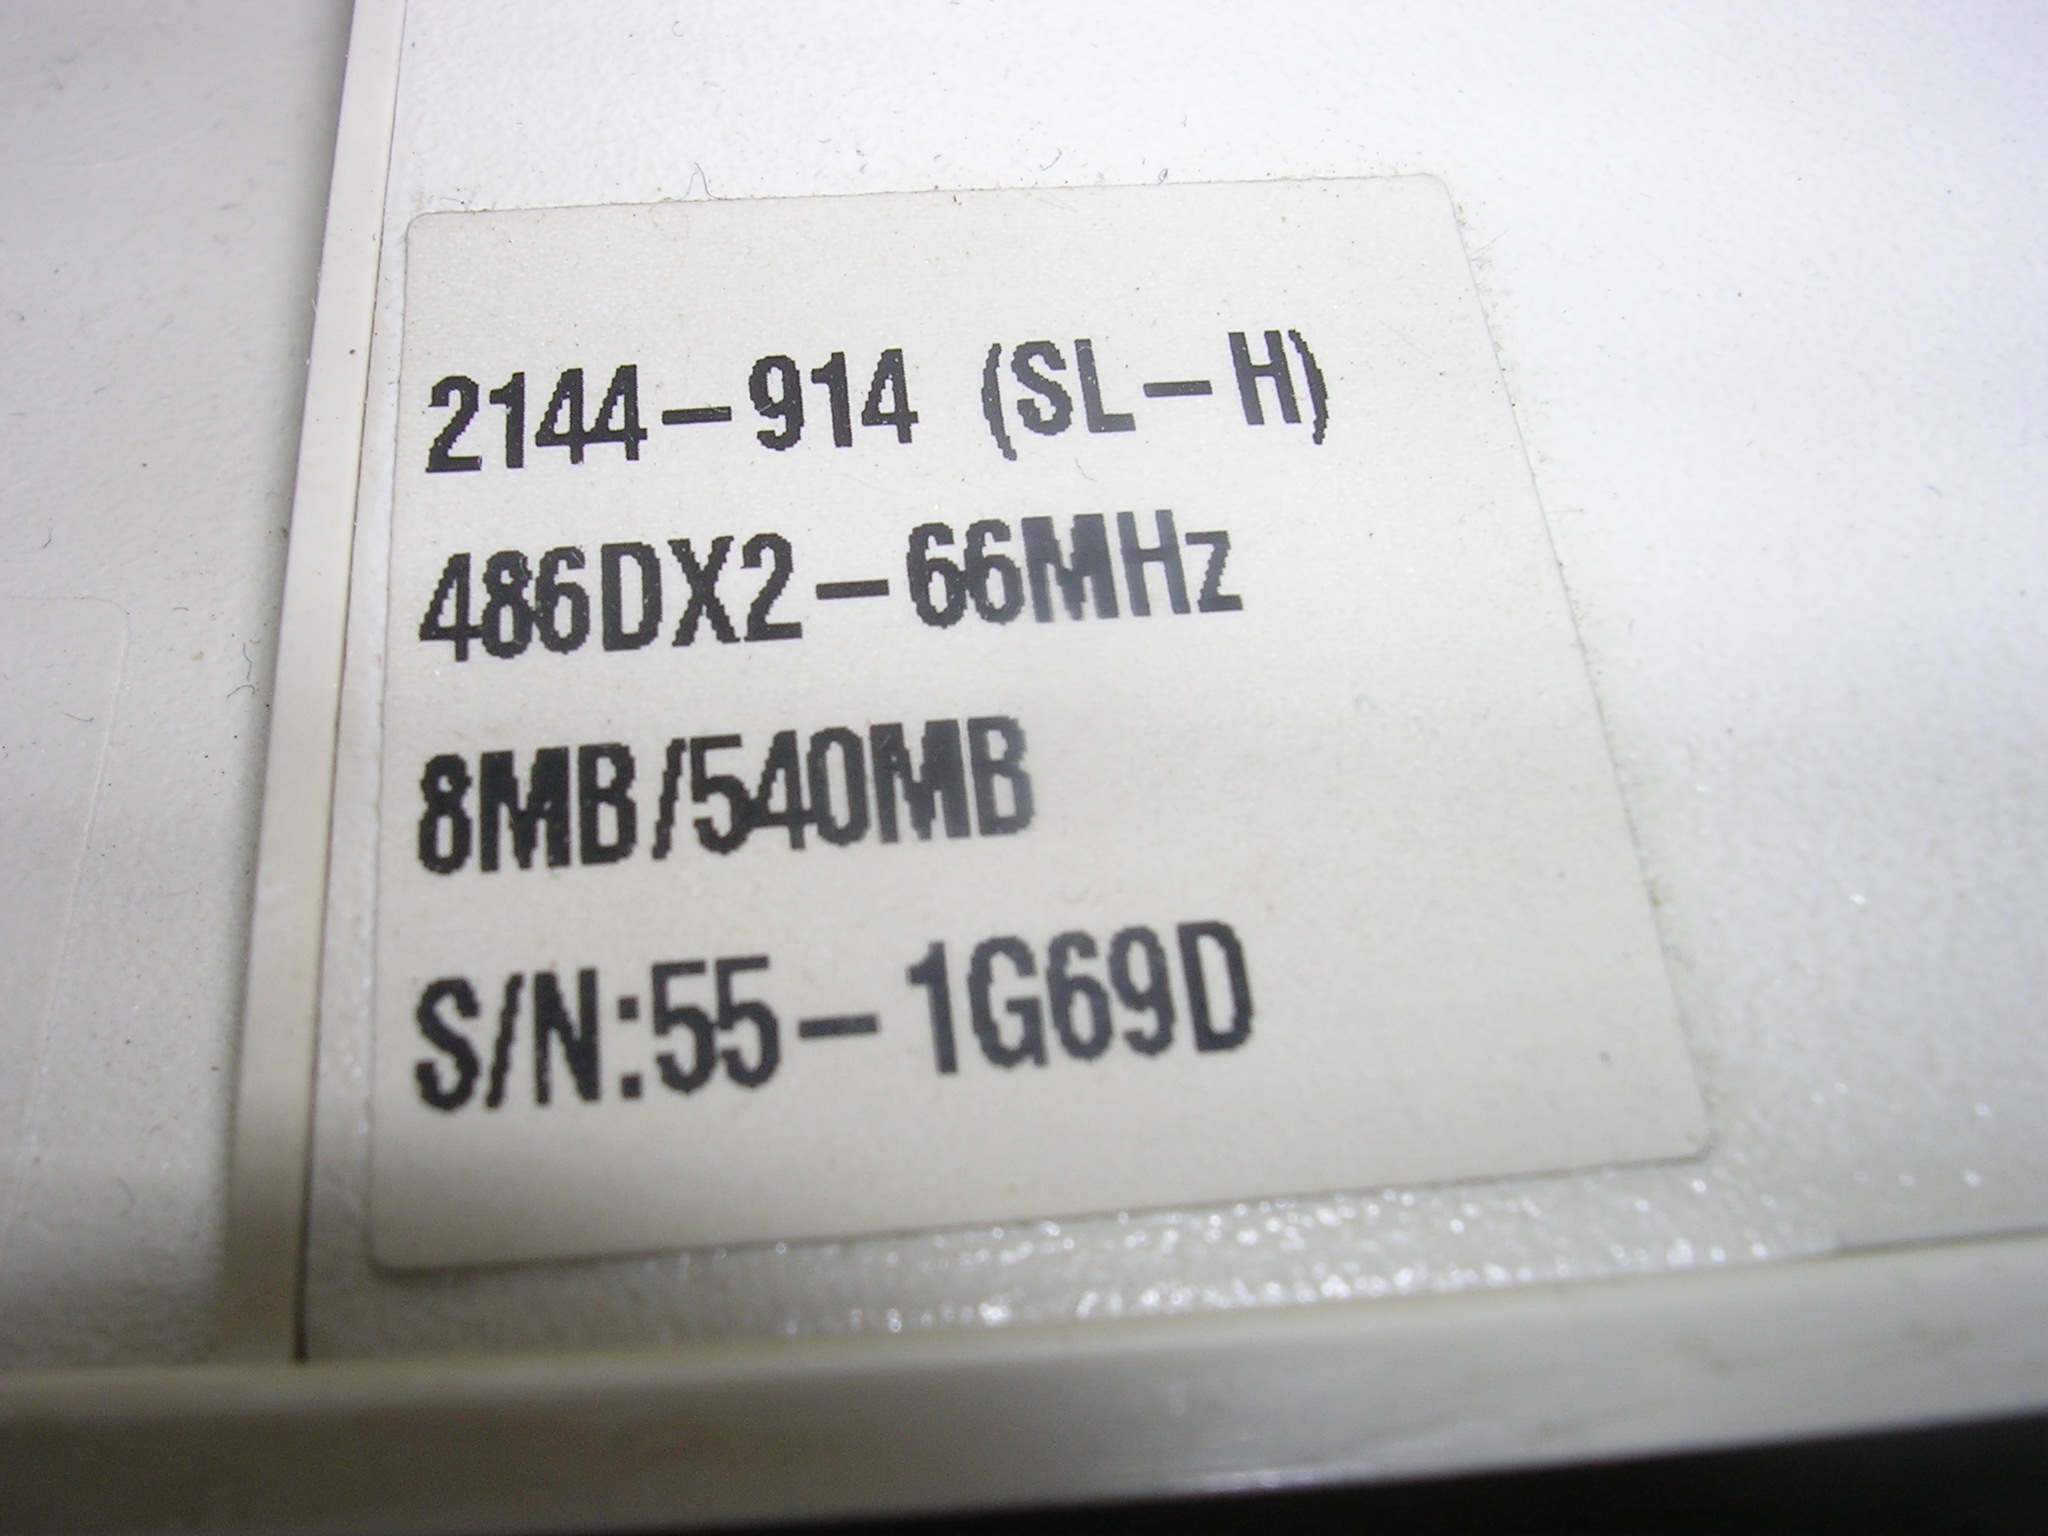 2144-914 (SL-H)
486DX2-66MHz
8MB/540MB
S/N:55-1G69D